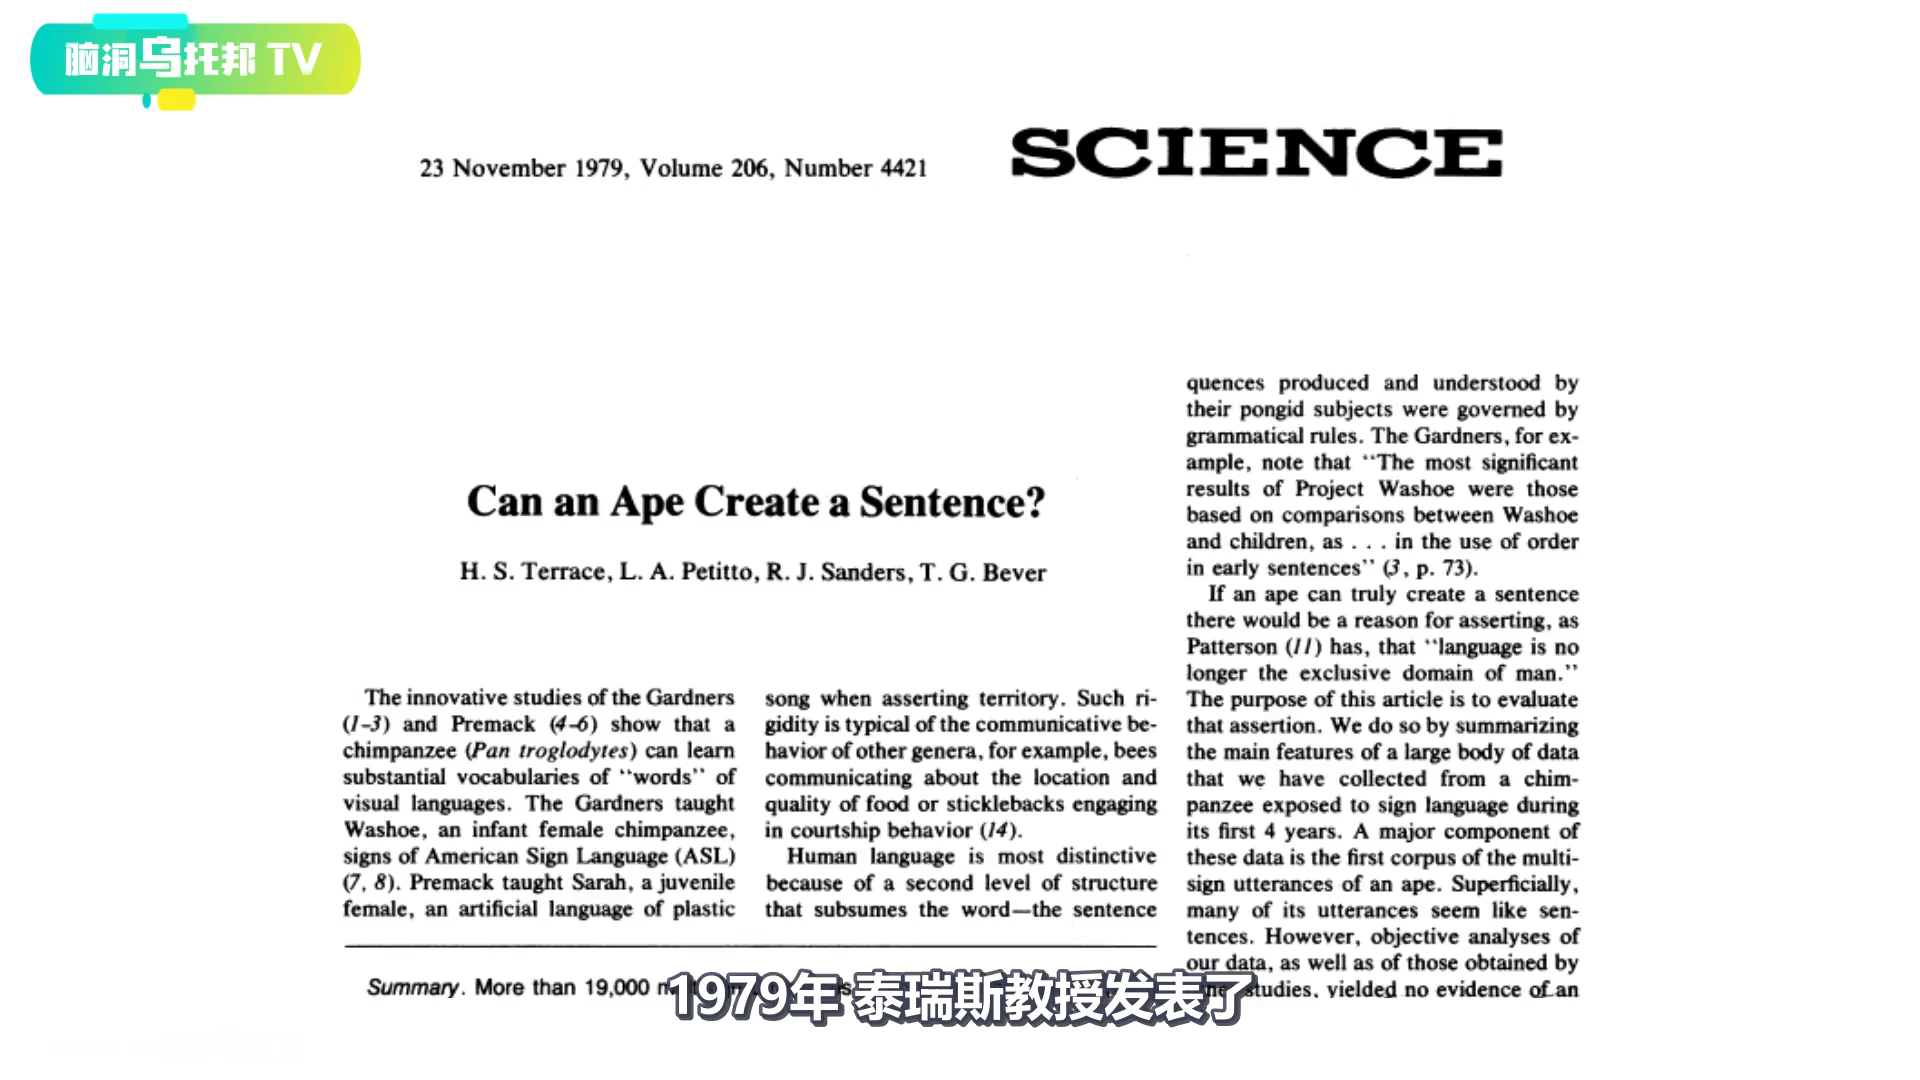 脑洞乌托邦 TV
23 November 1979, Volume 206, Number 4421
SCIENCE
Can an Ape Create a Sentence?
H. S. Terrace, L. A. Petitto, R. J. Sanders, T. G. Bever
The innovative studies of the Gardners
(1–3) and Premack (4–6) show that a
chimpanzee (Pan troglodytes) can learn
substantial vocabularies of “words” of
visual languages. The Gardners taught
Washoe, an infant female chimpanzee,
signs of American Sign Language (ASL)
(7, 8). Premack taught Sarah, a juvenile
female, an artificial language of plastic
song when asserting territory. Such ri-
gidity is typical of the communicative be-
havior of other genera, for example, bees
communicating about the location and
quality of food or sticklebacks engaging
in courtship behavior (14).
Human language is most distinctive
because of a second level of structure
that subsumes the word—the sentence
quences produced and understood by
their pongid subjects were governed by
grammatical rules. The Gardners, for ex-
ample, note that “The most significant
results of Project Washoe were those
based on comparisons between Washoe
and children, as . . . in the use of order
in early sentences” (3, p. 73).
If an ape can truly create a sentence
there would be a reason for asserting, as
Patterson (11) has, that “language is no
longer the exclusive domain of man.”
The purpose of this article is to evaluate
that assertion. We do so by summarizing
the main features of a large body of data
that we have collected from a chim-
panzee exposed to sign language during
its first 4 years. A major component of
these data is the first corpus of the multi-
sign utterances of an ape. Superficially,
many of its utterances seem like sen-
tences. However, objective analyses of
our data, as well as of those obtained by
studies, yielded no evidence of an
Summary. More than 19,000
1979年 泰瑞斯教授发表了